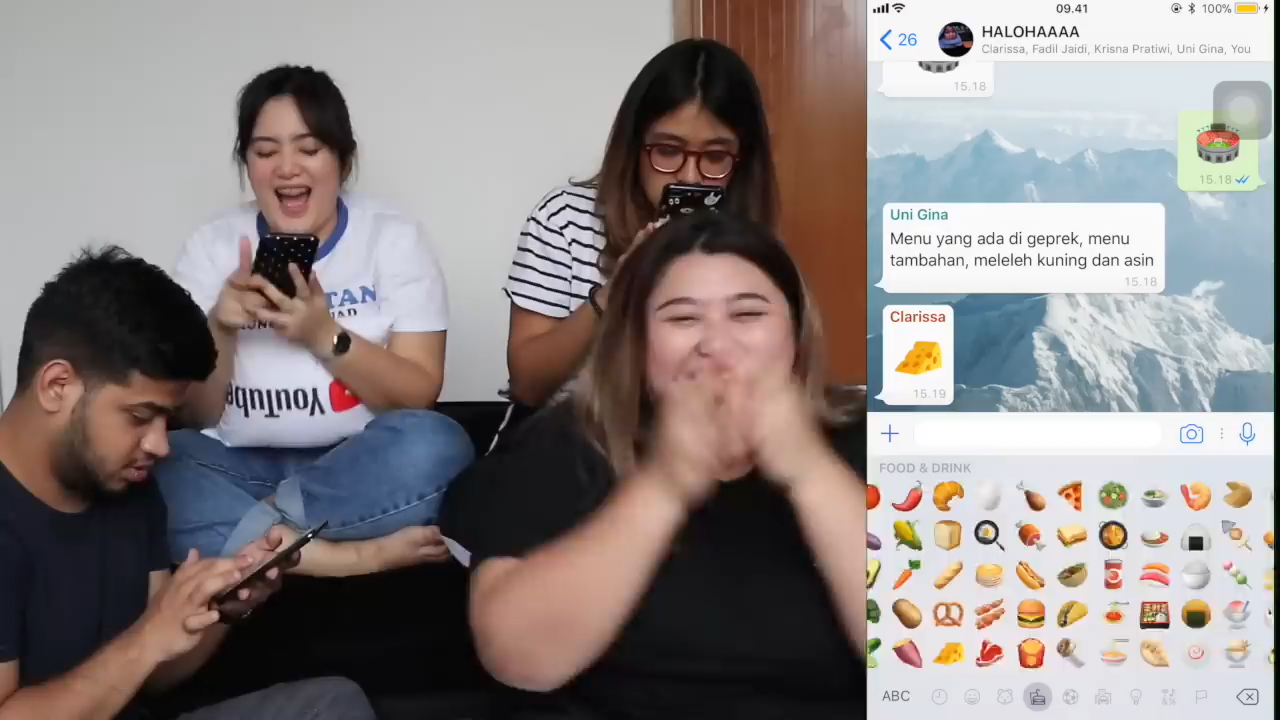 09.41
100%
26
HALOHAAAA
Clarissa, Fadil Jaidi, Krisna Pratiwi, Uni Gina, You
15.18
15.18
Uni Gina
Menu yang ada di geprek, menu
tambahan, meleleh kuning dan asin
15.18
Clarissa
15.19
FOOD & DRINK
ABC
TAN
YouTube